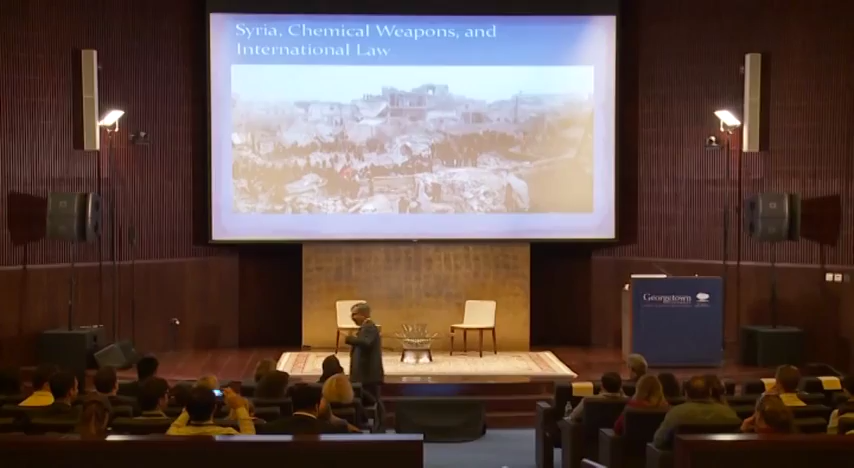 Syria, Chemical Weapons, and
International Law
Georgetown